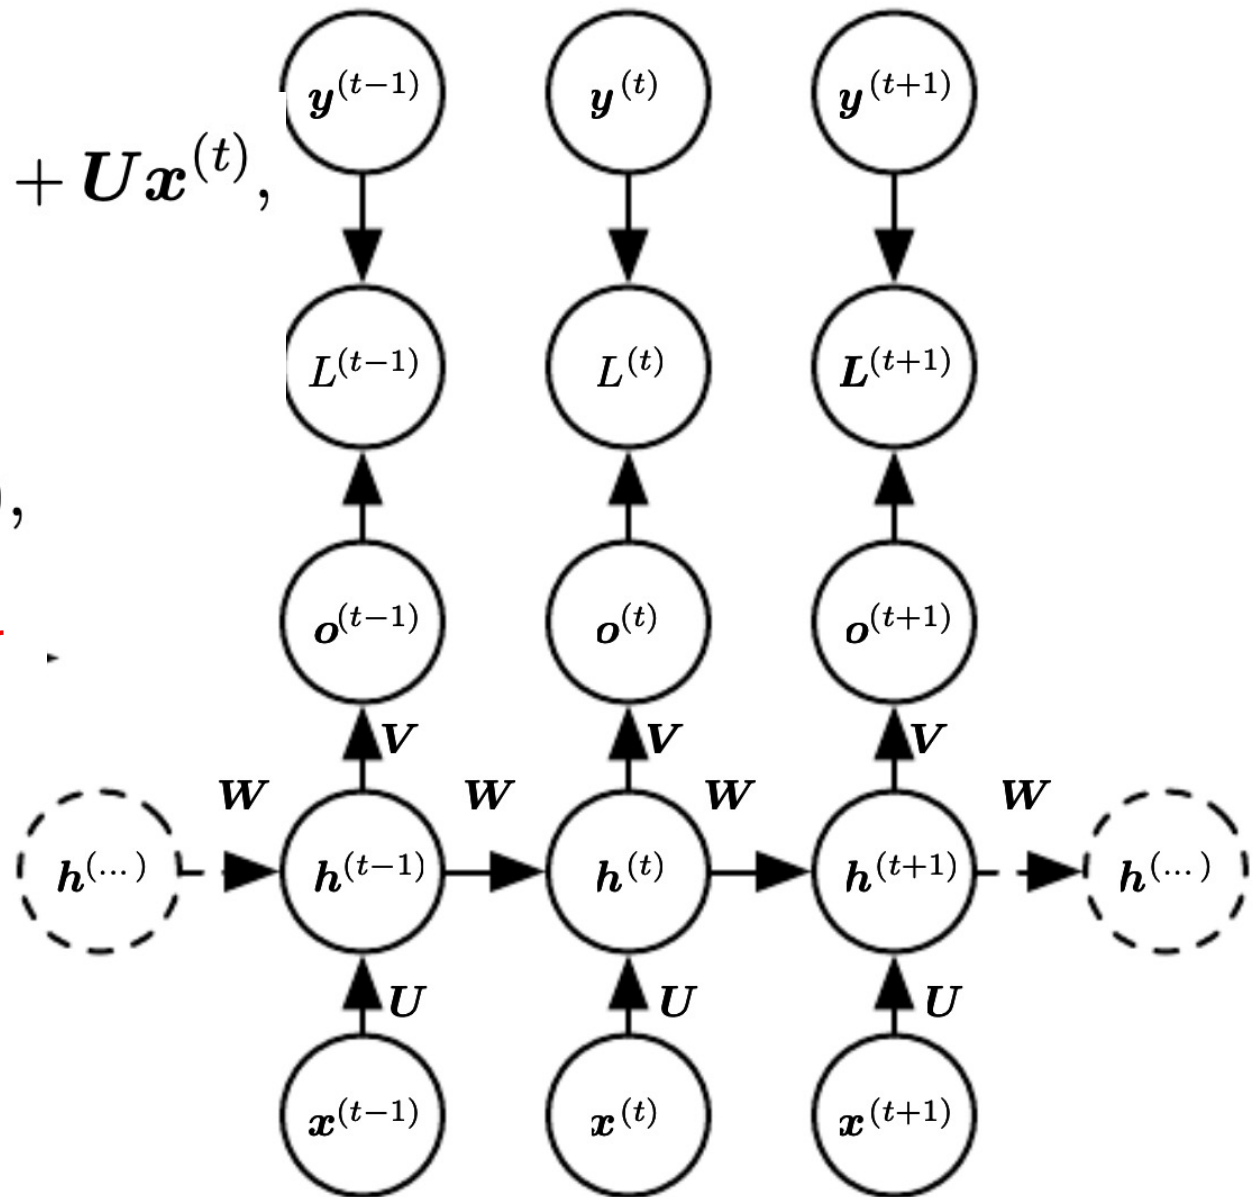 y^(t−1) y^(t) y^(t+1)
+ Ux^(t),
L^(t−1) L^(t) L^(t+1)
),
o^(t−1) o^(t) o^(t+1)
V V V
W W W W
h^(...) h^(t−1) h^(t) h^(t+1) h^(...)
U U U
x^(t−1) x^(t) x^(t+1)